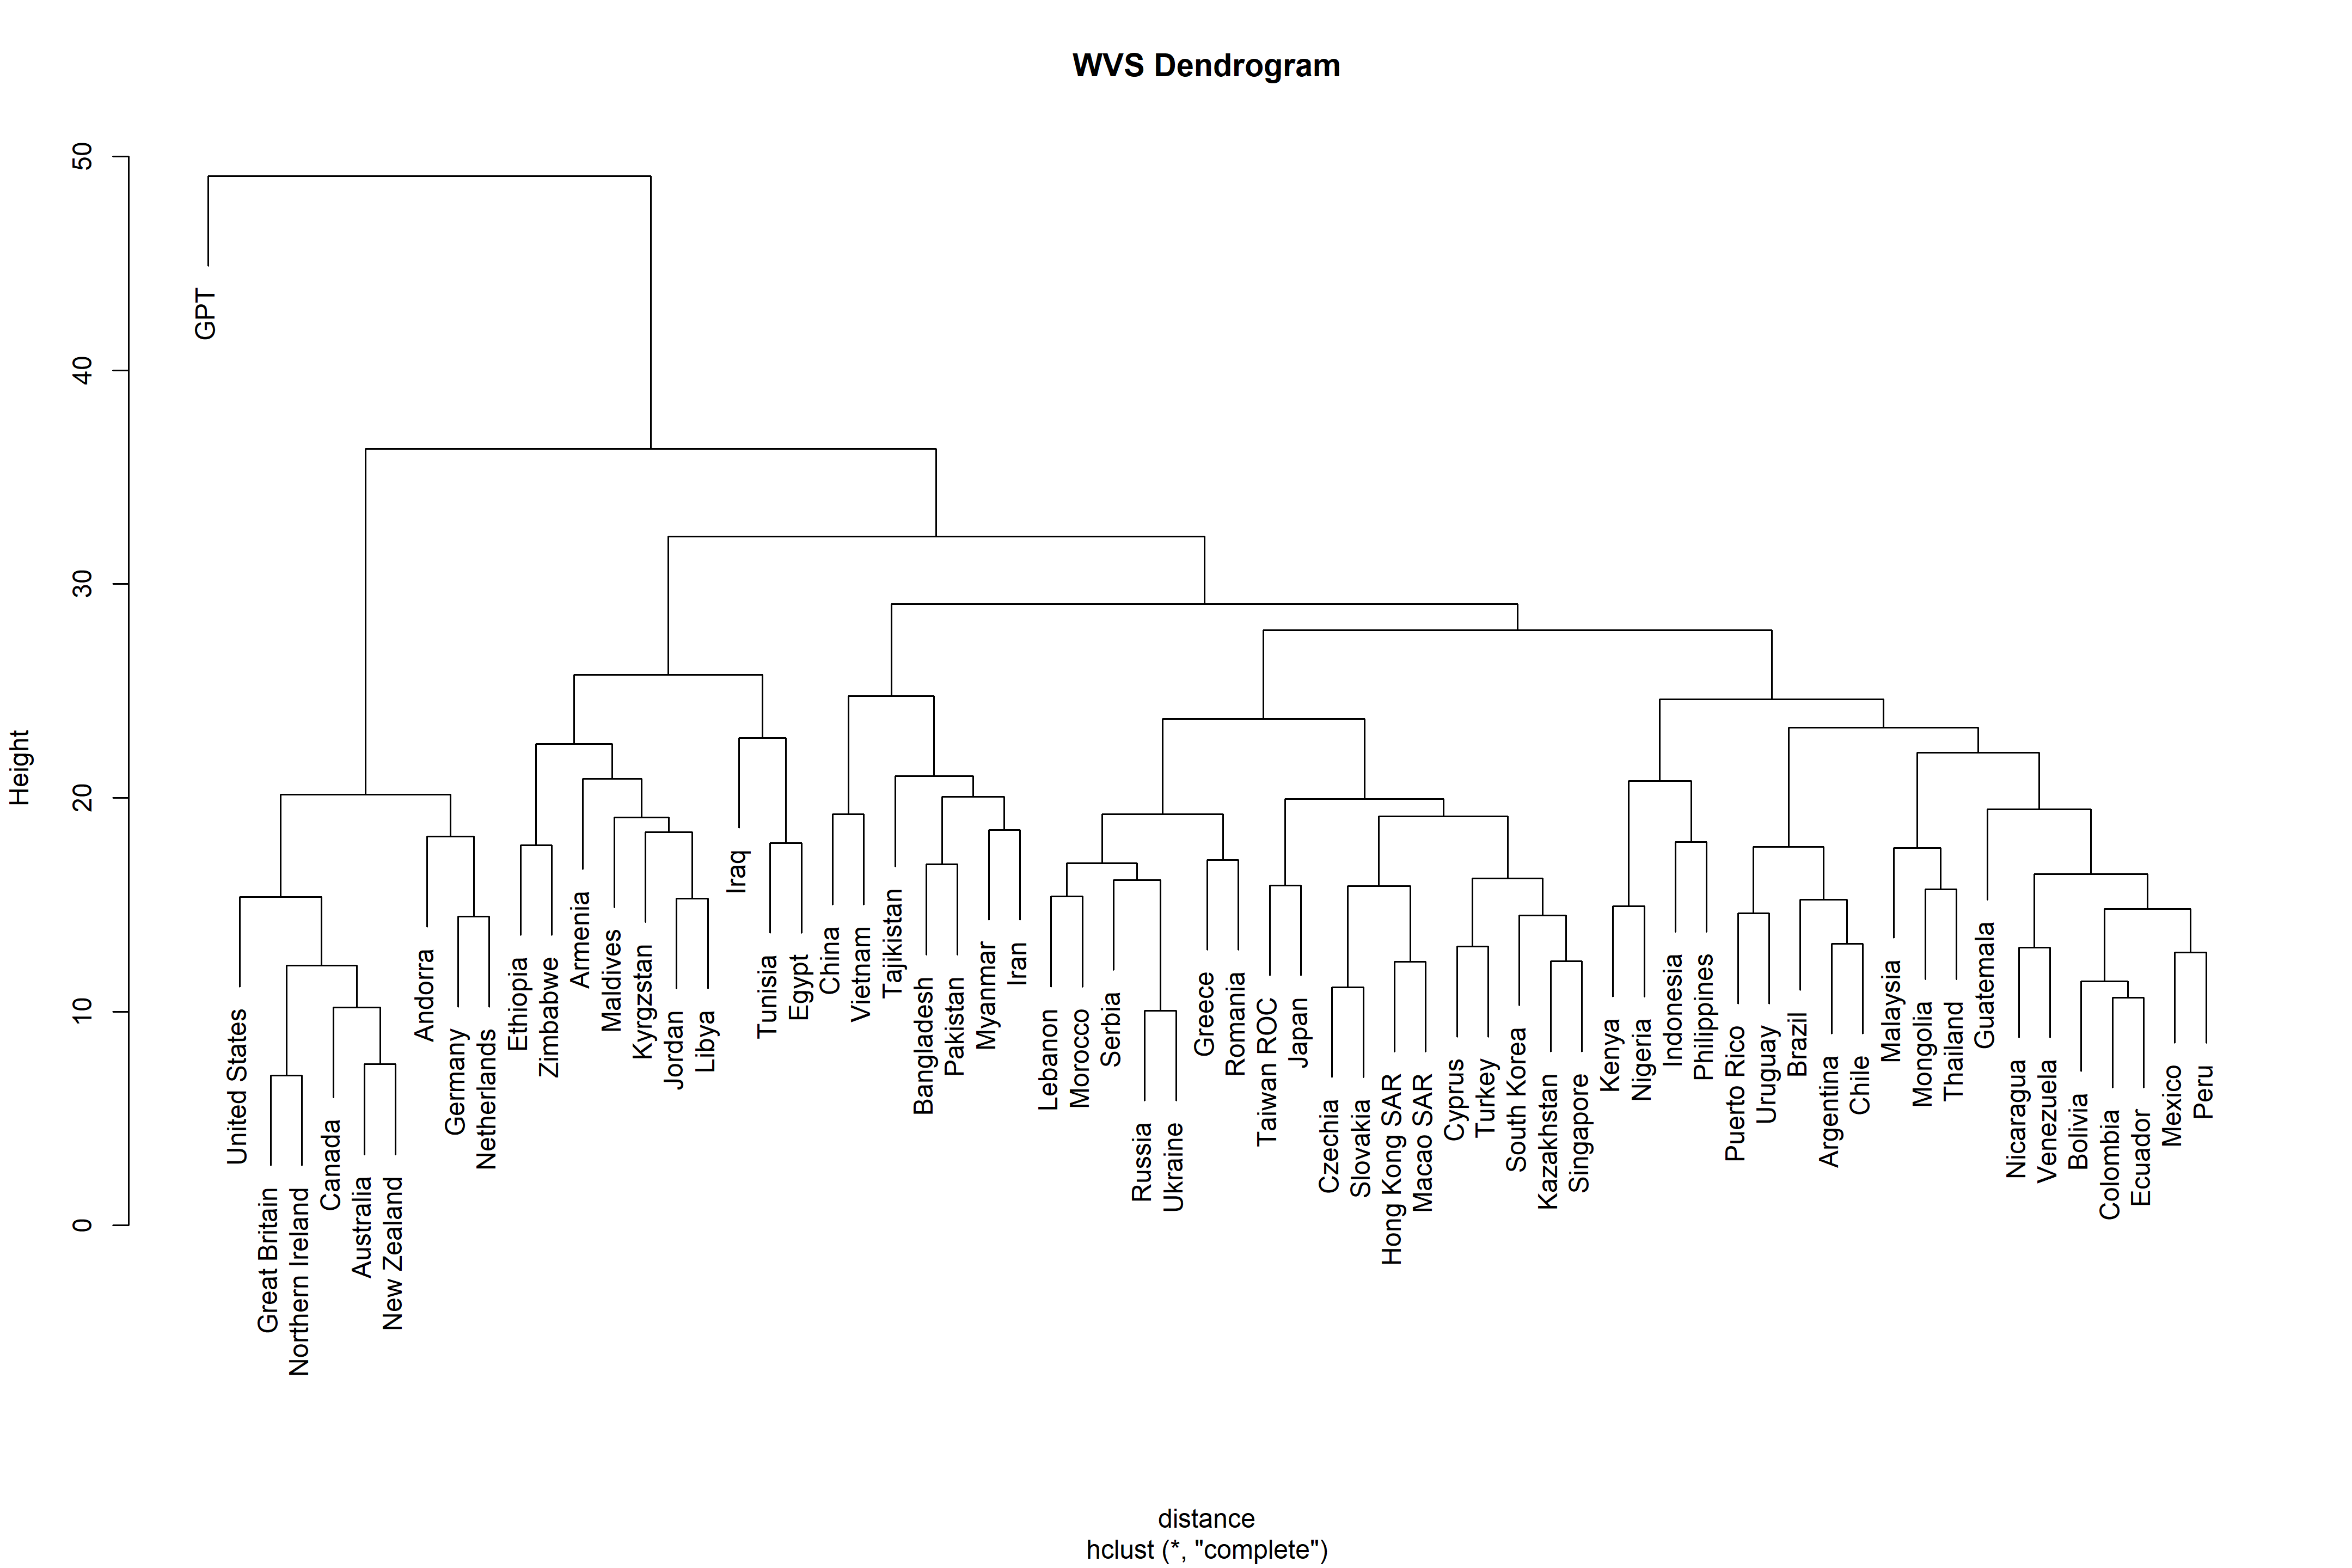 WVS Dendrogram
Height
50
40
30
20
10
0
GPT
United States
Great Britain
Northern Ireland
Canada
Australia
New Zealand
Andorra
Germany
Netherlands
Ethiopia
Zimbabwe
Armenia
Maldives
Kyrgzstan
Jordan
Libya
Iraq
Tunisia
Egypt
China
Vietnam
Tajikistan
Bangladesh
Pakistan
Myanmar
Iran
Lebanon
Morocco
Serbia
Russia
Ukraine
Greece
Romania
Taiwan ROC
Japan
Czechia
Slovakia
Hong Kong SAR
Macao SAR
Cyprus
Turkey
South Korea
Kazakhstan
Singapore
Kenya
Nigeria
Indonesia
Philippines
Puerto Rico
Uruguay
Brazil
Argentina
Chile
Malaysia
Mongolia
Thailand
Guatemala
Nicaragua
Venezuela
Bolivia
Colombia
Ecuador
Mexico
Peru
distance
hclust (*, "complete")